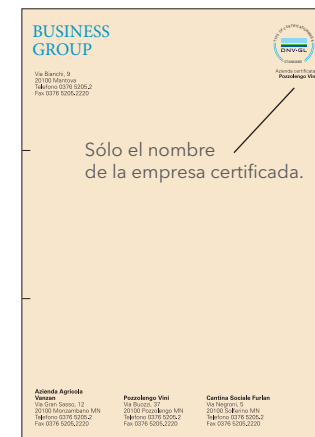 BUSINESS
GROUP
Via Bianchi, 9
20100 Mantova
Telefono 0376 5205.2
Fax 0376 5205.2220
DNV·GL
Azienda certificata
Pozzolengo Vini
Sólo el nombre
de la empresa certificada.
Azienda Agricola
Vanzan
Via Gran Sasso, 12
20100 Monzambano MN
Telefono 0376 5205.2
Fax 0376 5205.2220
Pozzolengo Vini
Via Buozzi, 37
20100 Pozzolengo MN
Telefono 0376 5205.2
Fax 0376 5205.2220
Cantina Sociale Furlan
Via Negroni, 5
20100 Solferino MN
Telefono 0376 5205.2
Fax 0376 5205.2220